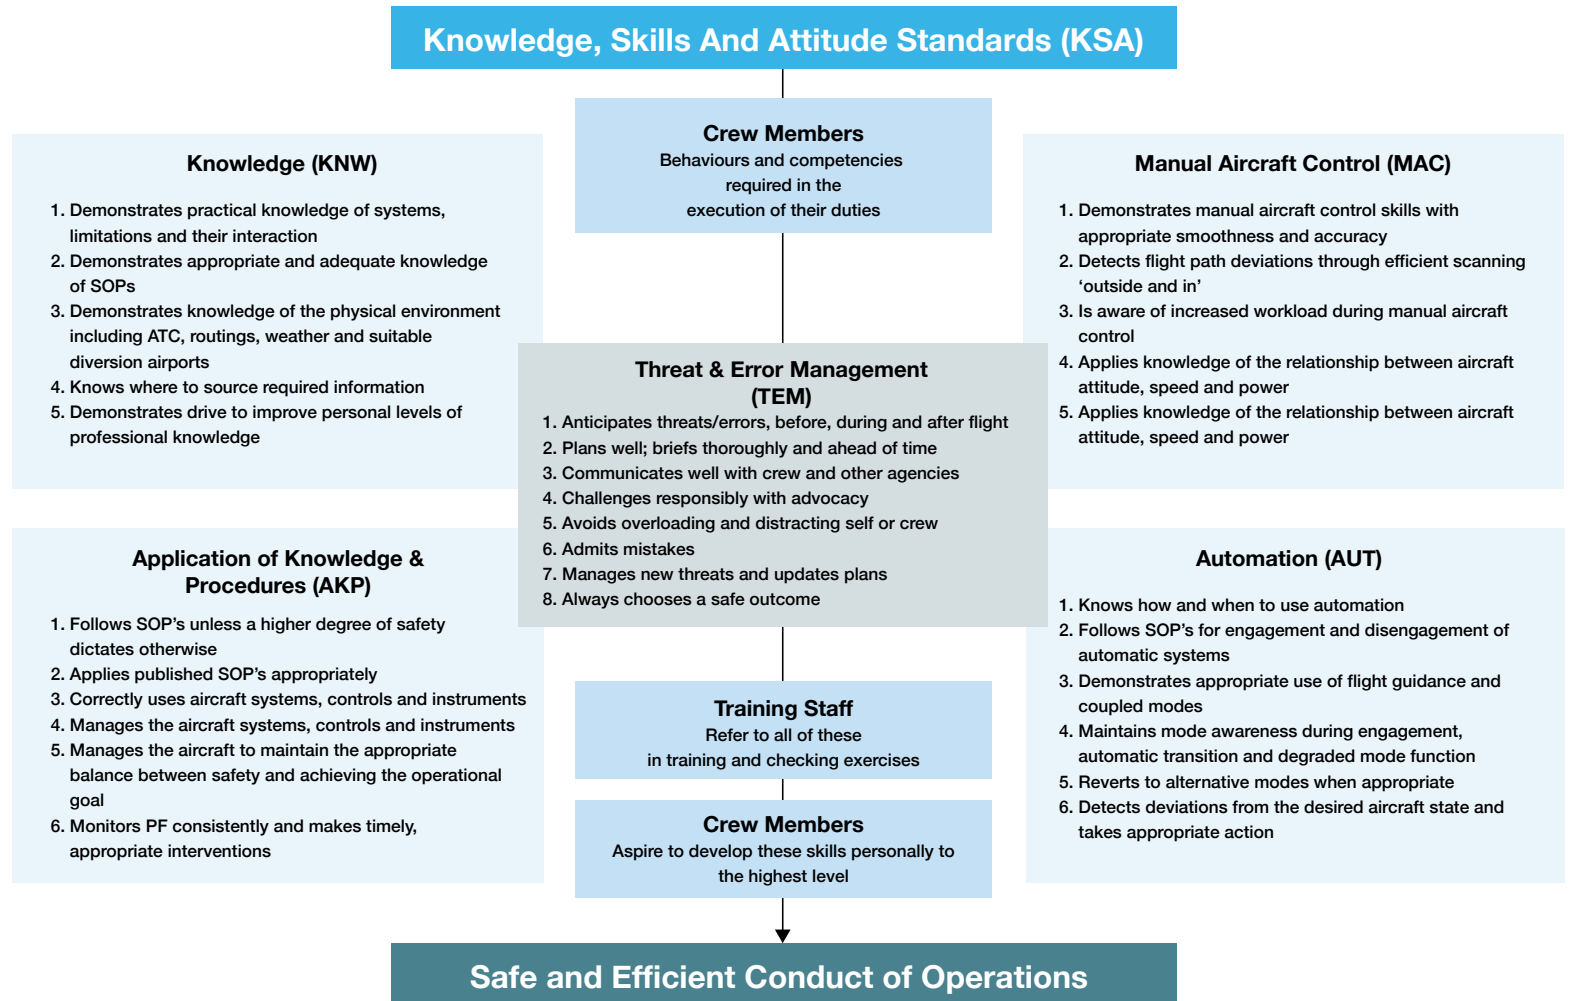 Knowledge, Skills And Attitude Standards (KSA)
Crew Members
Behaviours and competencies
required in the
execution of their duties
Knowledge (KNW)
1. Demonstrates practical knowledge of systems,
limitations and their interaction
2. Demonstrates appropriate and adequate knowledge
of SOPs
3. Demonstrates knowledge of the physical environment
including ATC, routings, weather and suitable
diversion airports
4. Knows where to source required information
5. Demonstrates drive to improve personal levels of
professional knowledge
Manual Aircraft Control (MAC)
1. Demonstrates manual aircraft control skills with
appropriate smoothness and accuracy
2. Detects flight path deviations through efficient scanning
‘outside and in’
3. Is aware of increased workload during manual aircraft
control
4. Applies knowledge of the relationship between aircraft
attitude, speed and power
5. Applies knowledge of the relationship between aircraft
attitude, speed and power
Threat & Error Management
(TEM)
1. Anticipates threats/errors, before, during and after flight
2. Plans well; briefs thoroughly and ahead of time
3. Communicates well with crew and other agencies
4. Challenges responsibly with advocacy
5. Avoids overloading and distracting self or crew
6. Admits mistakes
7. Manages new threats and updates plans
8. Always chooses a safe outcome
Application of Knowledge &
Procedures (AKP)
1. Follows SOP’s unless a higher degree of safety
dictates otherwise
2. Applies published SOP’s appropriately
3. Correctly uses aircraft systems, controls and instruments
4. Manages the aircraft systems, controls and instruments
5. Manages the aircraft to maintain the appropriate
balance between safety and achieving the operational
goal
6. Monitors PF consistently and makes timely,
appropriate interventions
Automation (AUT)
1. Knows how and when to use automation
2. Follows SOP’s for engagement and disengagement of
automatic systems
3. Demonstrates appropriate use of flight guidance and
coupled modes
4. Maintains mode awareness during engagement,
automatic transition and degraded mode function
5. Reverts to alternative modes when appropriate
6. Detects deviations from the desired aircraft state and
takes appropriate action
Training Staff
Refer to all of these
in training and checking exercises
Crew Members
Aspire to develop these skills personally to
the highest level
Safe and Efficient Conduct of Operations